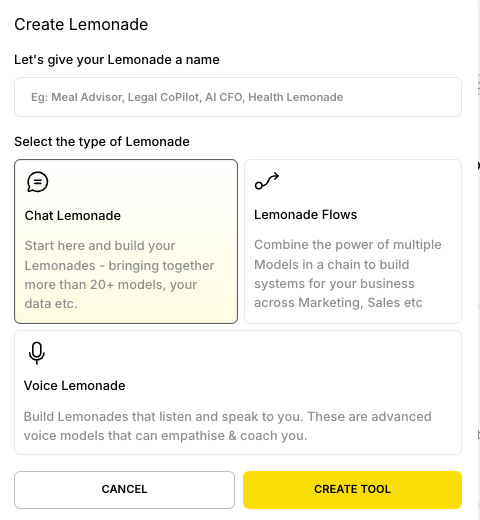 Create Lemonade
Let's give your Lemonade a name
Eg: Meal Advisor, Legal CoPilot, AI CFO, Health Lemonade
Select the type of Lemonade
Chat Lemonade
Start here and build your
Lemonades - bringing together
more than 20+ models, your
data etc.
Lemonade Flows
Combine the power of multiple
Models in a chain to build
systems for your business
across Marketing, Sales etc
Voice Lemonade
Build Lemonades that listen and speak to you. These are advanced
voice models that can empathise & coach you.
CANCEL
CREATE TOOL